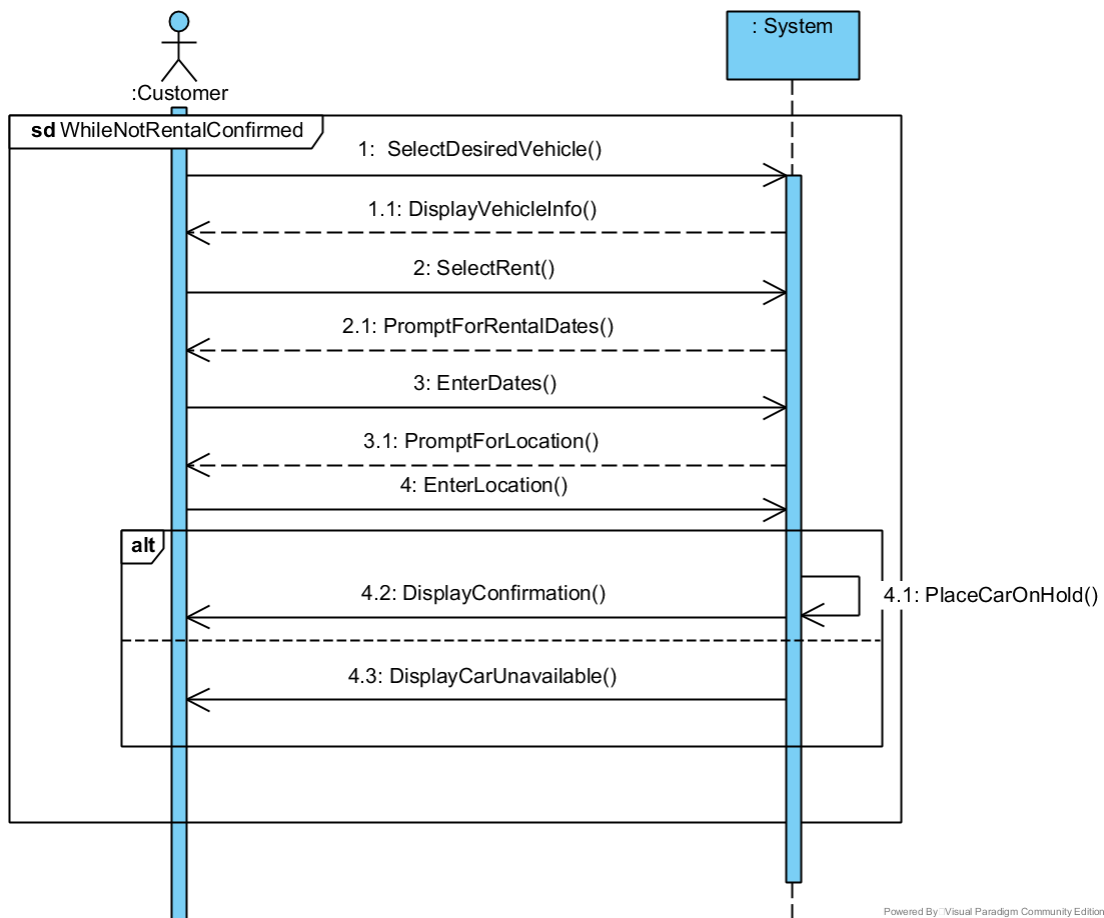 : System
:Customer
sd WhileNotRentalConfirmed
1:  SelectDesiredVehicle()
1.1: DisplayVehicleInfo()
2: SelectRent()
2.1: PromptForRentalDates()
3: EnterDates()
3.1: PromptForLocation()
4: EnterLocation()
alt
4.2: DisplayConfirmation()
4.1: PlaceCarOnHold()
4.3: DisplayCarUnavailable()
Powered By Visual Paradigm Community Edition